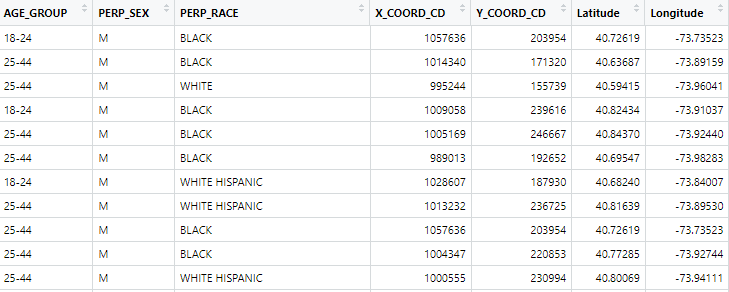 AGE_GROUP PERP_SEX PERP_RACE X_COORD_CD Y_COORD_CD Latitude Longitude
18-24 M BLACK 1057636 203954 40.72619 -73.73523
25-44 M BLACK 1014340 171320 40.63687 -73.89159
25-44 M WHITE 995244 155739 40.59415 -73.96041
18-24 M BLACK 1009058 239616 40.82434 -73.91037
25-44 M BLACK 1005169 246667 40.84370 -73.92440
25-44 M BLACK 989013 192652 40.69547 -73.98283
18-24 M WHITE HISPANIC 1028607 187930 40.68240 -73.84007
25-44 M WHITE HISPANIC 1013232 236725 40.81639 -73.89530
25-44 M BLACK 1057636 203954 40.72619 -73.73523
25-44 M BLACK 1004347 220853 40.77285 -73.92744
25-44 M WHITE HISPANIC 1000555 230994 40.80069 -73.94111